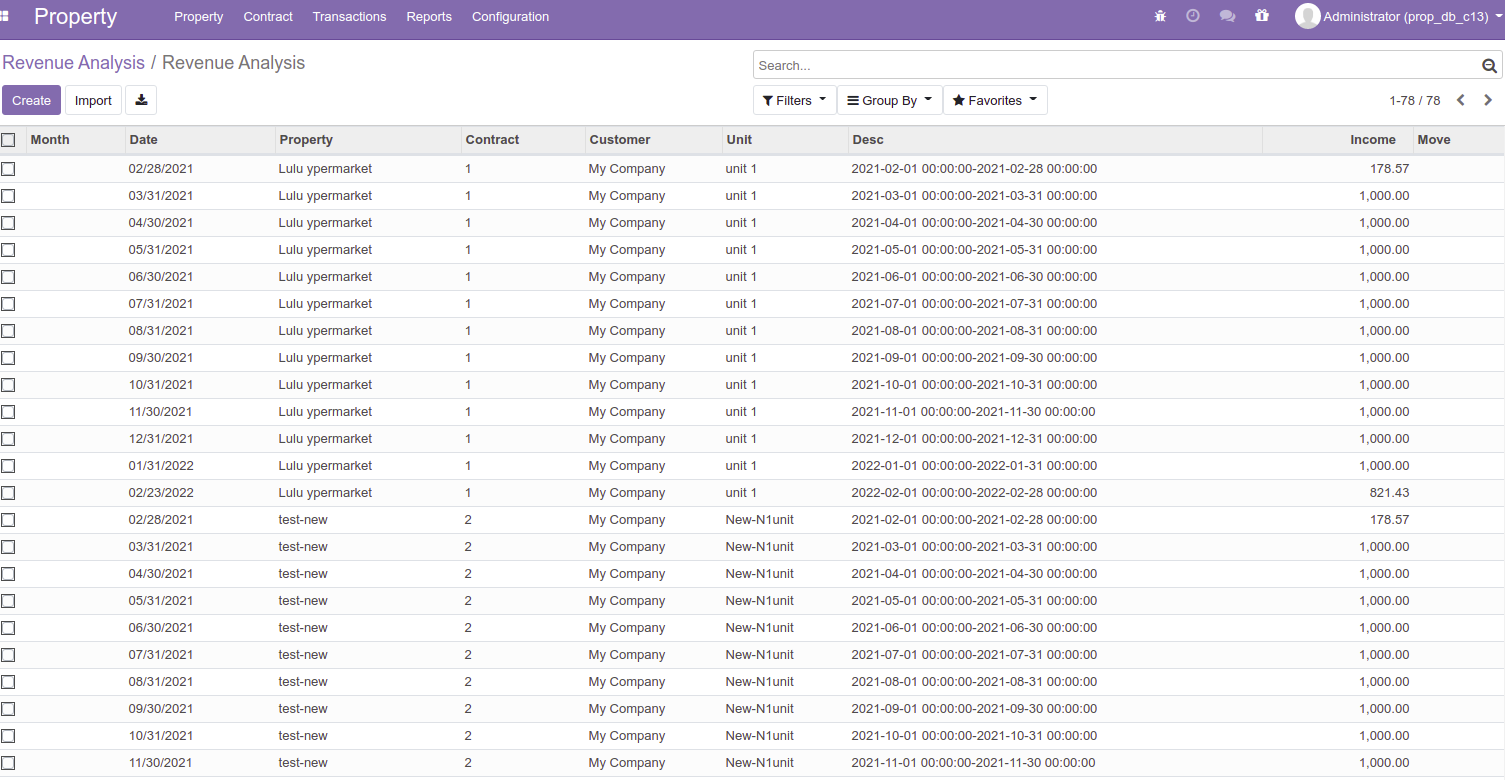 Property Property Contract Transactions Reports Configuration Administrator (prop_db_c13)
Revenue Analysis / Revenue Analysis Search...
Create Import Filters Group By Favorites 1-78 / 78
Month Date Property Contract Customer Unit Desc Income Move
02/28/2021 Lulu ypermarket 1 My Company unit 1 2021-02-01 00:00:00-2021-02-28 00:00:00 178.57
03/31/2021 Lulu ypermarket 1 My Company unit 1 2021-03-01 00:00:00-2021-03-31 00:00:00 1,000.00
04/30/2021 Lulu ypermarket 1 My Company unit 1 2021-04-01 00:00:00-2021-04-30 00:00:00 1,000.00
05/31/2021 Lulu ypermarket 1 My Company unit 1 2021-05-01 00:00:00-2021-05-31 00:00:00 1,000.00
06/30/2021 Lulu ypermarket 1 My Company unit 1 2021-06-01 00:00:00-2021-06-30 00:00:00 1,000.00
07/31/2021 Lulu ypermarket 1 My Company unit 1 2021-07-01 00:00:00-2021-07-31 00:00:00 1,000.00
08/31/2021 Lulu ypermarket 1 My Company unit 1 2021-08-01 00:00:00-2021-08-31 00:00:00 1,000.00
09/30/2021 Lulu ypermarket 1 My Company unit 1 2021-09-01 00:00:00-2021-09-30 00:00:00 1,000.00
10/31/2021 Lulu ypermarket 1 My Company unit 1 2021-10-01 00:00:00-2021-10-31 00:00:00 1,000.00
11/30/2021 Lulu ypermarket 1 My Company unit 1 2021-11-01 00:00:00-2021-11-30 00:00:00 1,000.00
12/31/2021 Lulu ypermarket 1 My Company unit 1 2021-12-01 00:00:00-2021-12-31 00:00:00 1,000.00
01/31/2022 Lulu ypermarket 1 My Company unit 1 2022-01-01 00:00:00-2022-01-31 00:00:00 1,000.00
02/23/2022 Lulu ypermarket 1 My Company unit 1 2022-02-01 00:00:00-2022-02-28 00:00:00 821.43
02/28/2021 test-new 2 My Company New-N1unit 2021-02-01 00:00:00-2021-02-28 00:00:00 178.57
03/31/2021 test-new 2 My Company New-N1unit 2021-03-01 00:00:00-2021-03-31 00:00:00 1,000.00
04/30/2021 test-new 2 My Company New-N1unit 2021-04-01 00:00:00-2021-04-30 00:00:00 1,000.00
05/31/2021 test-new 2 My Company New-N1unit 2021-05-01 00:00:00-2021-05-31 00:00:00 1,000.00
06/30/2021 test-new 2 My Company New-N1unit 2021-06-01 00:00:00-2021-06-30 00:00:00 1,000.00
07/31/2021 test-new 2 My Company New-N1unit 2021-07-01 00:00:00-2021-07-31 00:00:00 1,000.00
08/31/2021 test-new 2 My Company New-N1unit 2021-08-01 00:00:00-2021-08-31 00:00:00 1,000.00
09/30/2021 test-new 2 My Company New-N1unit 2021-09-01 00:00:00-2021-09-30 00:00:00 1,000.00
10/31/2021 test-new 2 My Company New-N1unit 2021-10-01 00:00:00-2021-10-31 00:00:00 1,000.00
11/30/2021 test-new 2 My Company New-N1unit 2021-11-01 00:00:00-2021-11-30 00:00:00 1,000.00